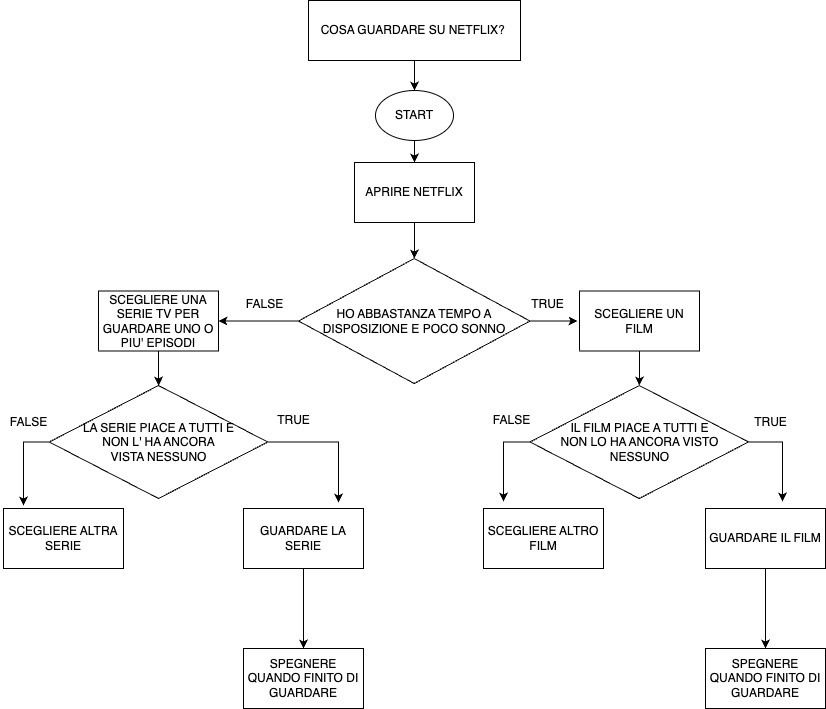 COSA GUARDARE SU NETFLIX?
START
APRIRE NETFLIX
HO ABBASTANZA TEMPO A
DISPOSIZIONE E POCO SONNO
FALSE
TRUE
SCEGLIERE UNA
SERIE TV PER
GUARDARE UNO O
PIU' EPISODI
SCEGLIERE UN
FILM
LA SERIE PIACE A TUTTI E
NON L' HA ANCORA
VISTA NESSUNO
FALSE
TRUE
IL FILM PIACE A TUTTI E
NON LO HA ANCORA VISTO
NESSUNO
FALSE
TRUE
SCEGLIERE ALTRA
SERIE
GUARDARE LA
SERIE
SCEGLIERE ALTRO
FILM
GUARDARE IL FILM
SPEGNERE
QUANDO FINITO DI
GUARDARE
SPEGNERE
QUANDO FINITO DI
GUARDARE